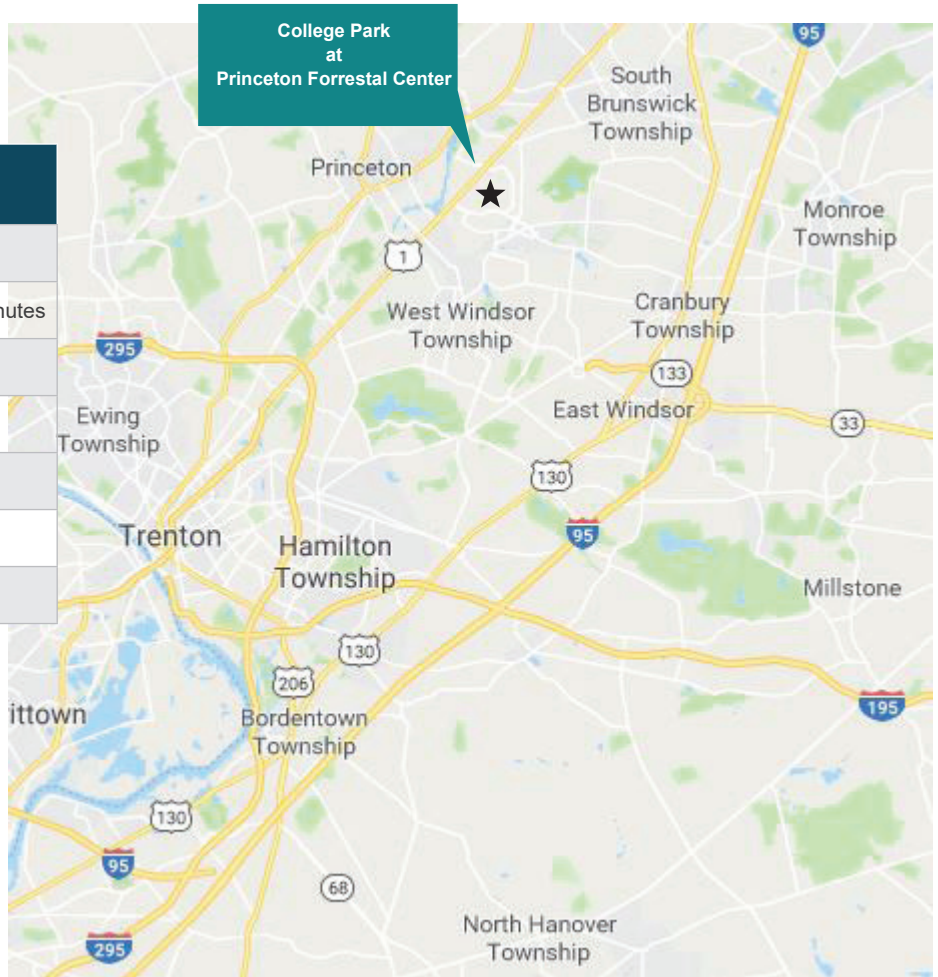 College Park
at
Princeton Forrestal Center
95
South
Brunswick
Township
Princeton
Monroe
Township
1
nutes
West Windsor
Township
Cranbury
Township
295
133
Ewing
Township
East Windsor
33
130
95
Trenton
Hamilton
Township
Millstone
130
206
195
ittown
Bordentown
Township
130
95
68
North Hanover
Township
295